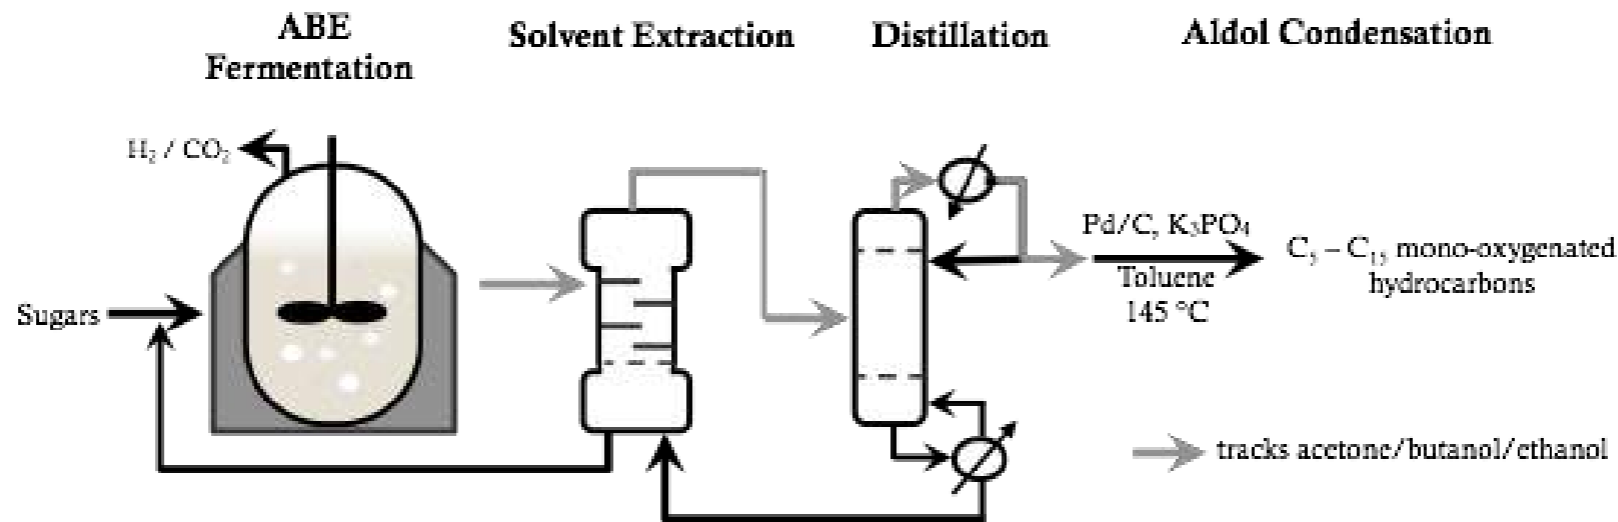 ABE
Fermentation
Solvent Extraction
Distillation
Aldol Condensation
H₂ / CO₂
Sugars
Pd/C, K₃PO₄
Toluene
145 °C
C₅ – C₁₅ mono-oxygenated
hydrocarbons
tracks acetone/butanol/ethanol